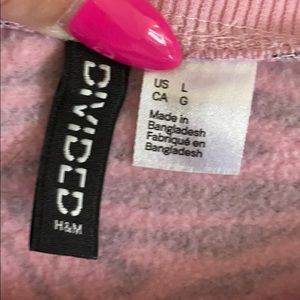 DIVIDED
H&M
US L
CA G
Made in
Bangladesh
Fabriqué en
Bangladesh